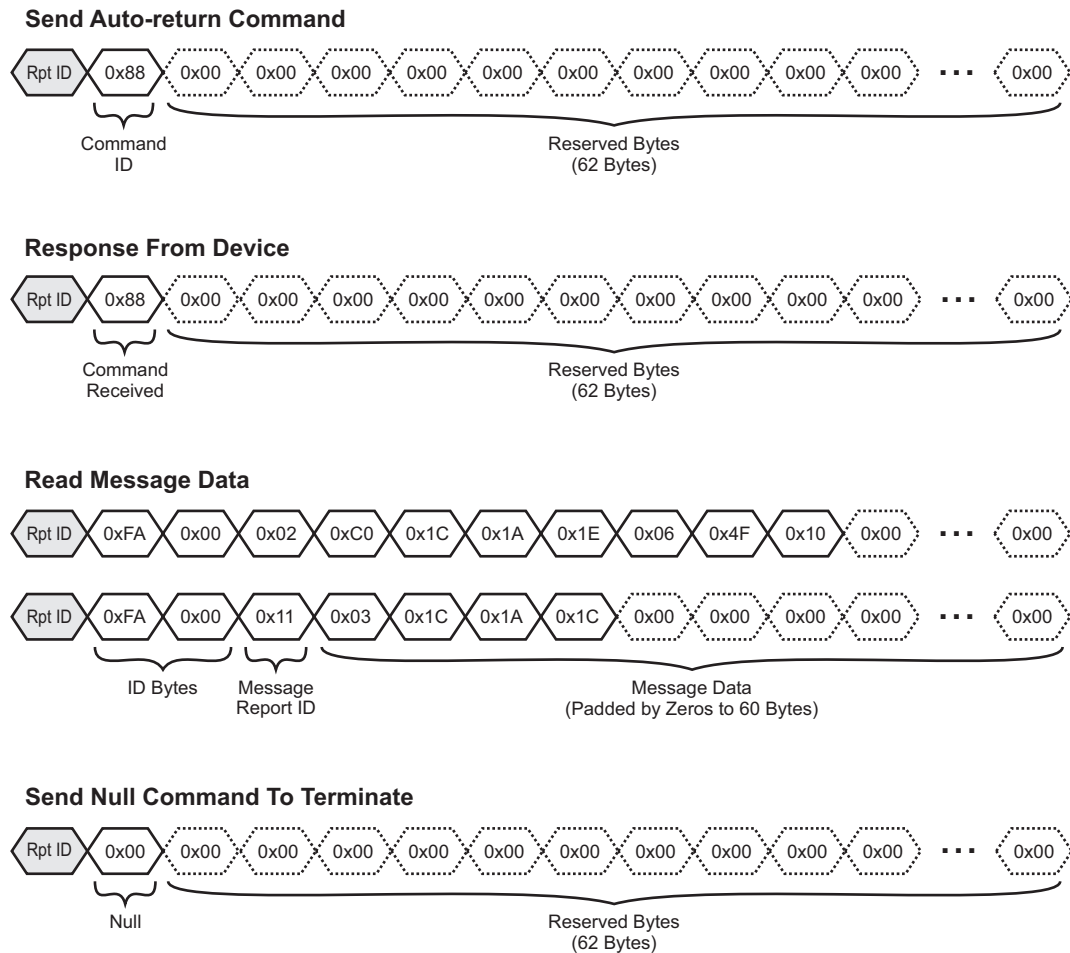 Send Auto-return Command
Rpt ID 0x88 0x00 0x00 0x00 0x00 0x00 0x00 0x00 0x00 0x00 0x00 ... 0x00
Command
ID
Reserved Bytes
(62 Bytes)
Response From Device
Rpt ID 0x88 0x00 0x00 0x00 0x00 0x00 0x00 0x00 0x00 0x00 0x00 ... 0x00
Command
Received
Reserved Bytes
(62 Bytes)
Read Message Data
Rpt ID 0xFA 0x00 0x02 0xC0 0x1C 0x1A 0x1E 0x06 0x4F 0x10 0x00 ... 0x00
Rpt ID 0xFA 0x00 0x11 0x03 0x1C 0x1A 0x1C 0x00 0x00 0x00 0x00 ... 0x00
ID Bytes
Message
Report ID
Message Data
(Padded by Zeros to 60 Bytes)
Send Null Command To Terminate
Rpt ID 0x00 0x00 0x00 0x00 0x00 0x00 0x00 0x00 0x00 0x00 0x00 ... 0x00
Null
Reserved Bytes
(62 Bytes)